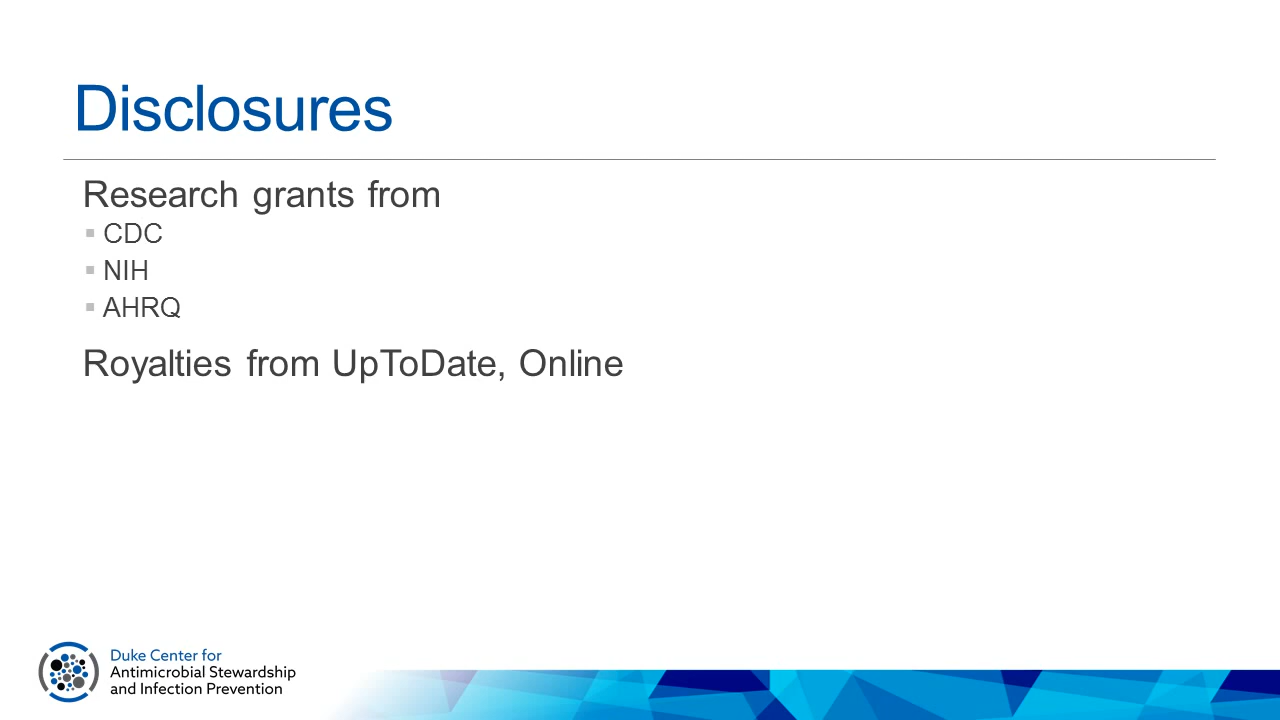 Disclosures
Research grants from
▪ CDC
▪ NIH
▪ AHRQ
Royalties from UpToDate, Online
Duke Center for
Antimicrobial Stewardship
and Infection Prevention